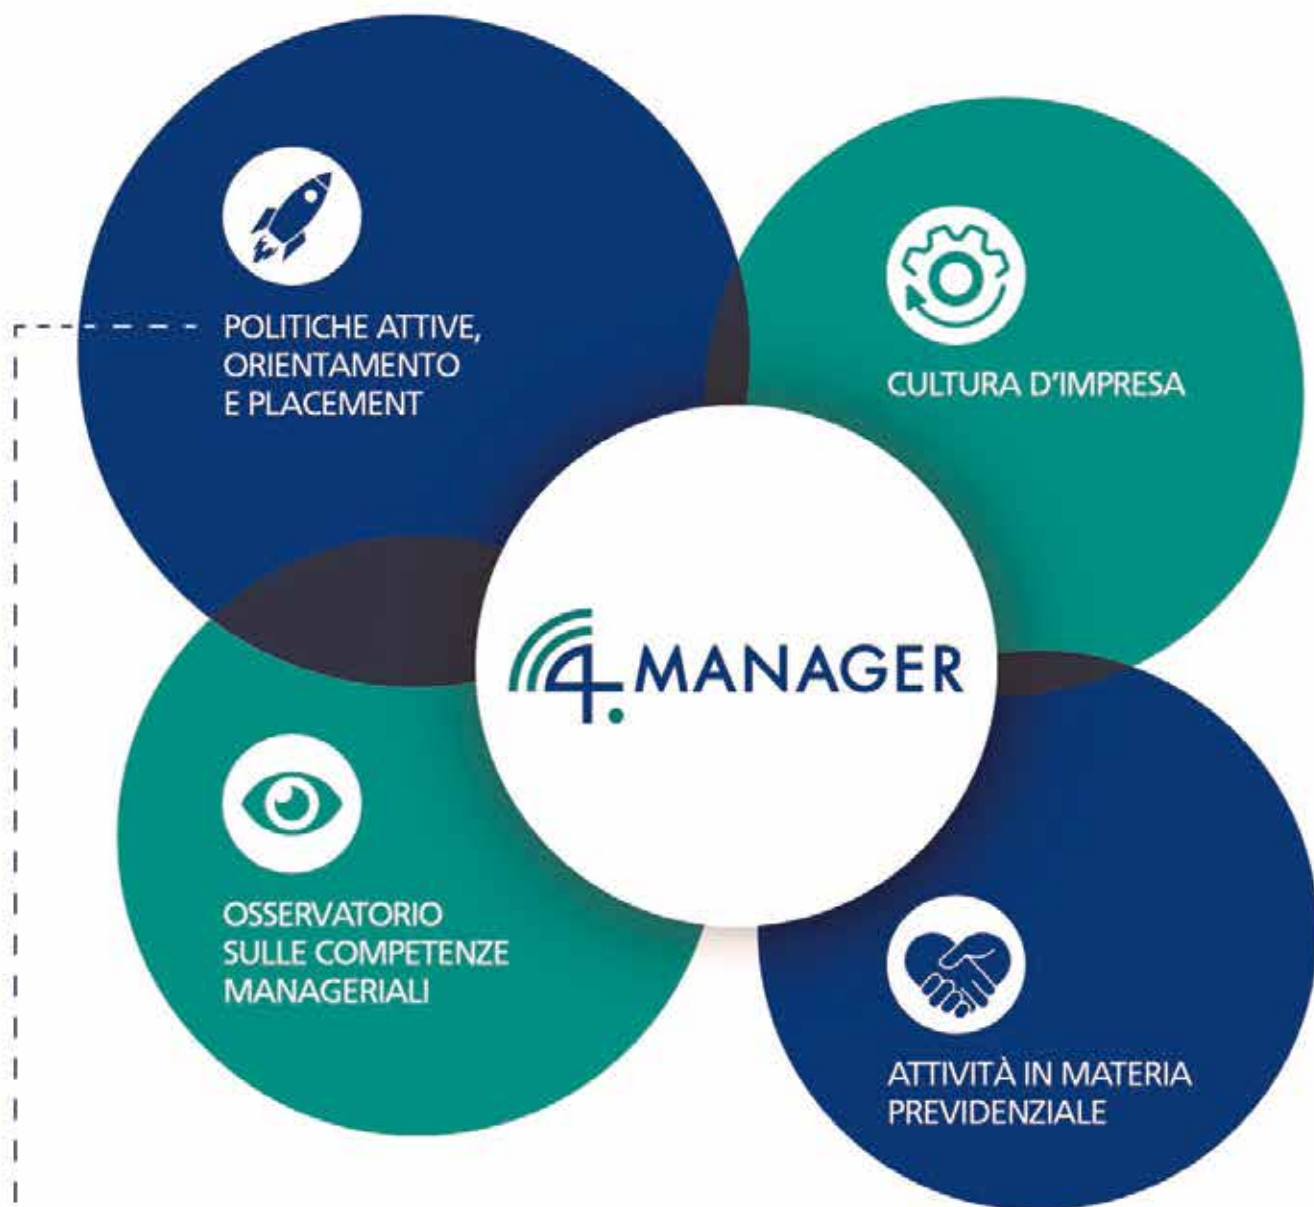 POLITICHE ATTIVE,
ORIENTAMENTO
E PLACEMENT
CULTURA D'IMPRESA
4.MANAGER
OSSERVATORIO
SULLE COMPETENZE
MANAGERIALI
ATTIVITÀ IN MATERIA
PREVIDENZIALE